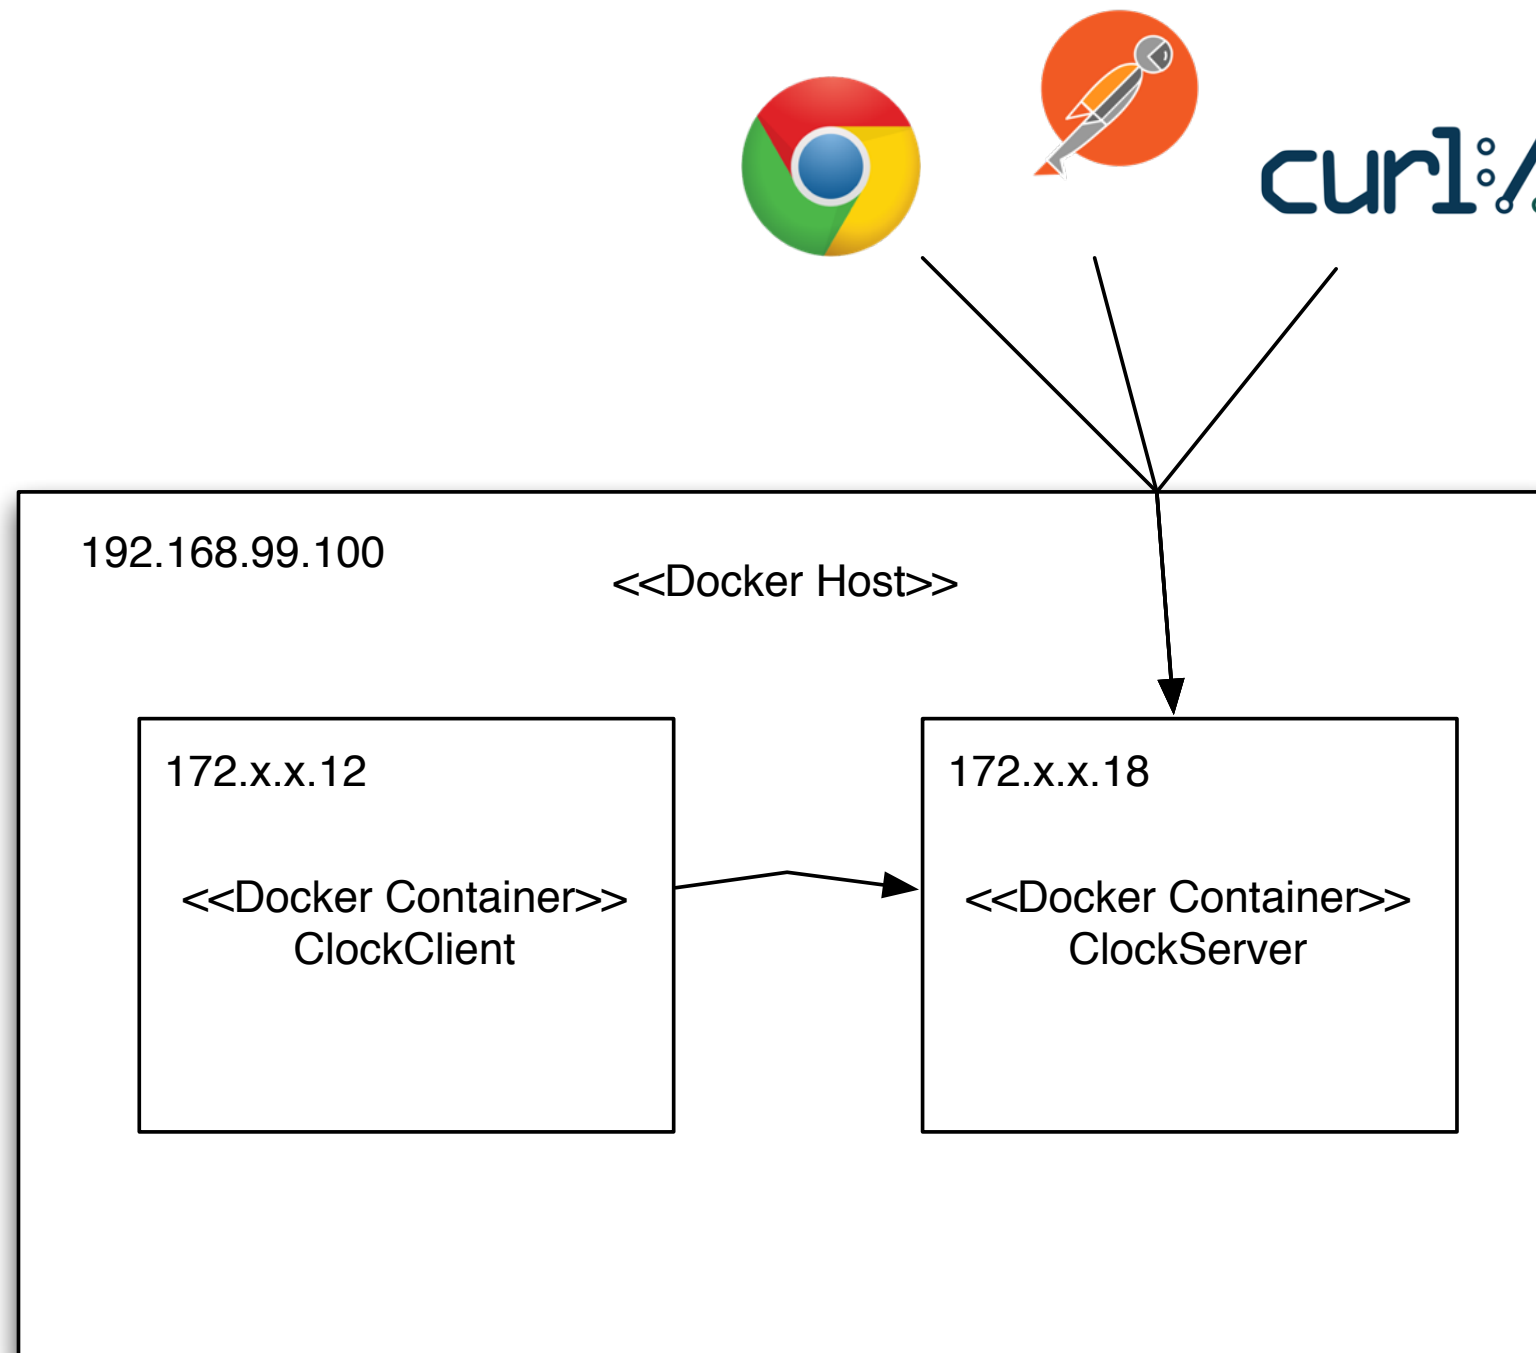 curl:/
192.168.99.100
<<Docker Host>>
172.x.x.12
<<Docker Container>>
ClockClient
172.x.x.18
<<Docker Container>>
ClockServer